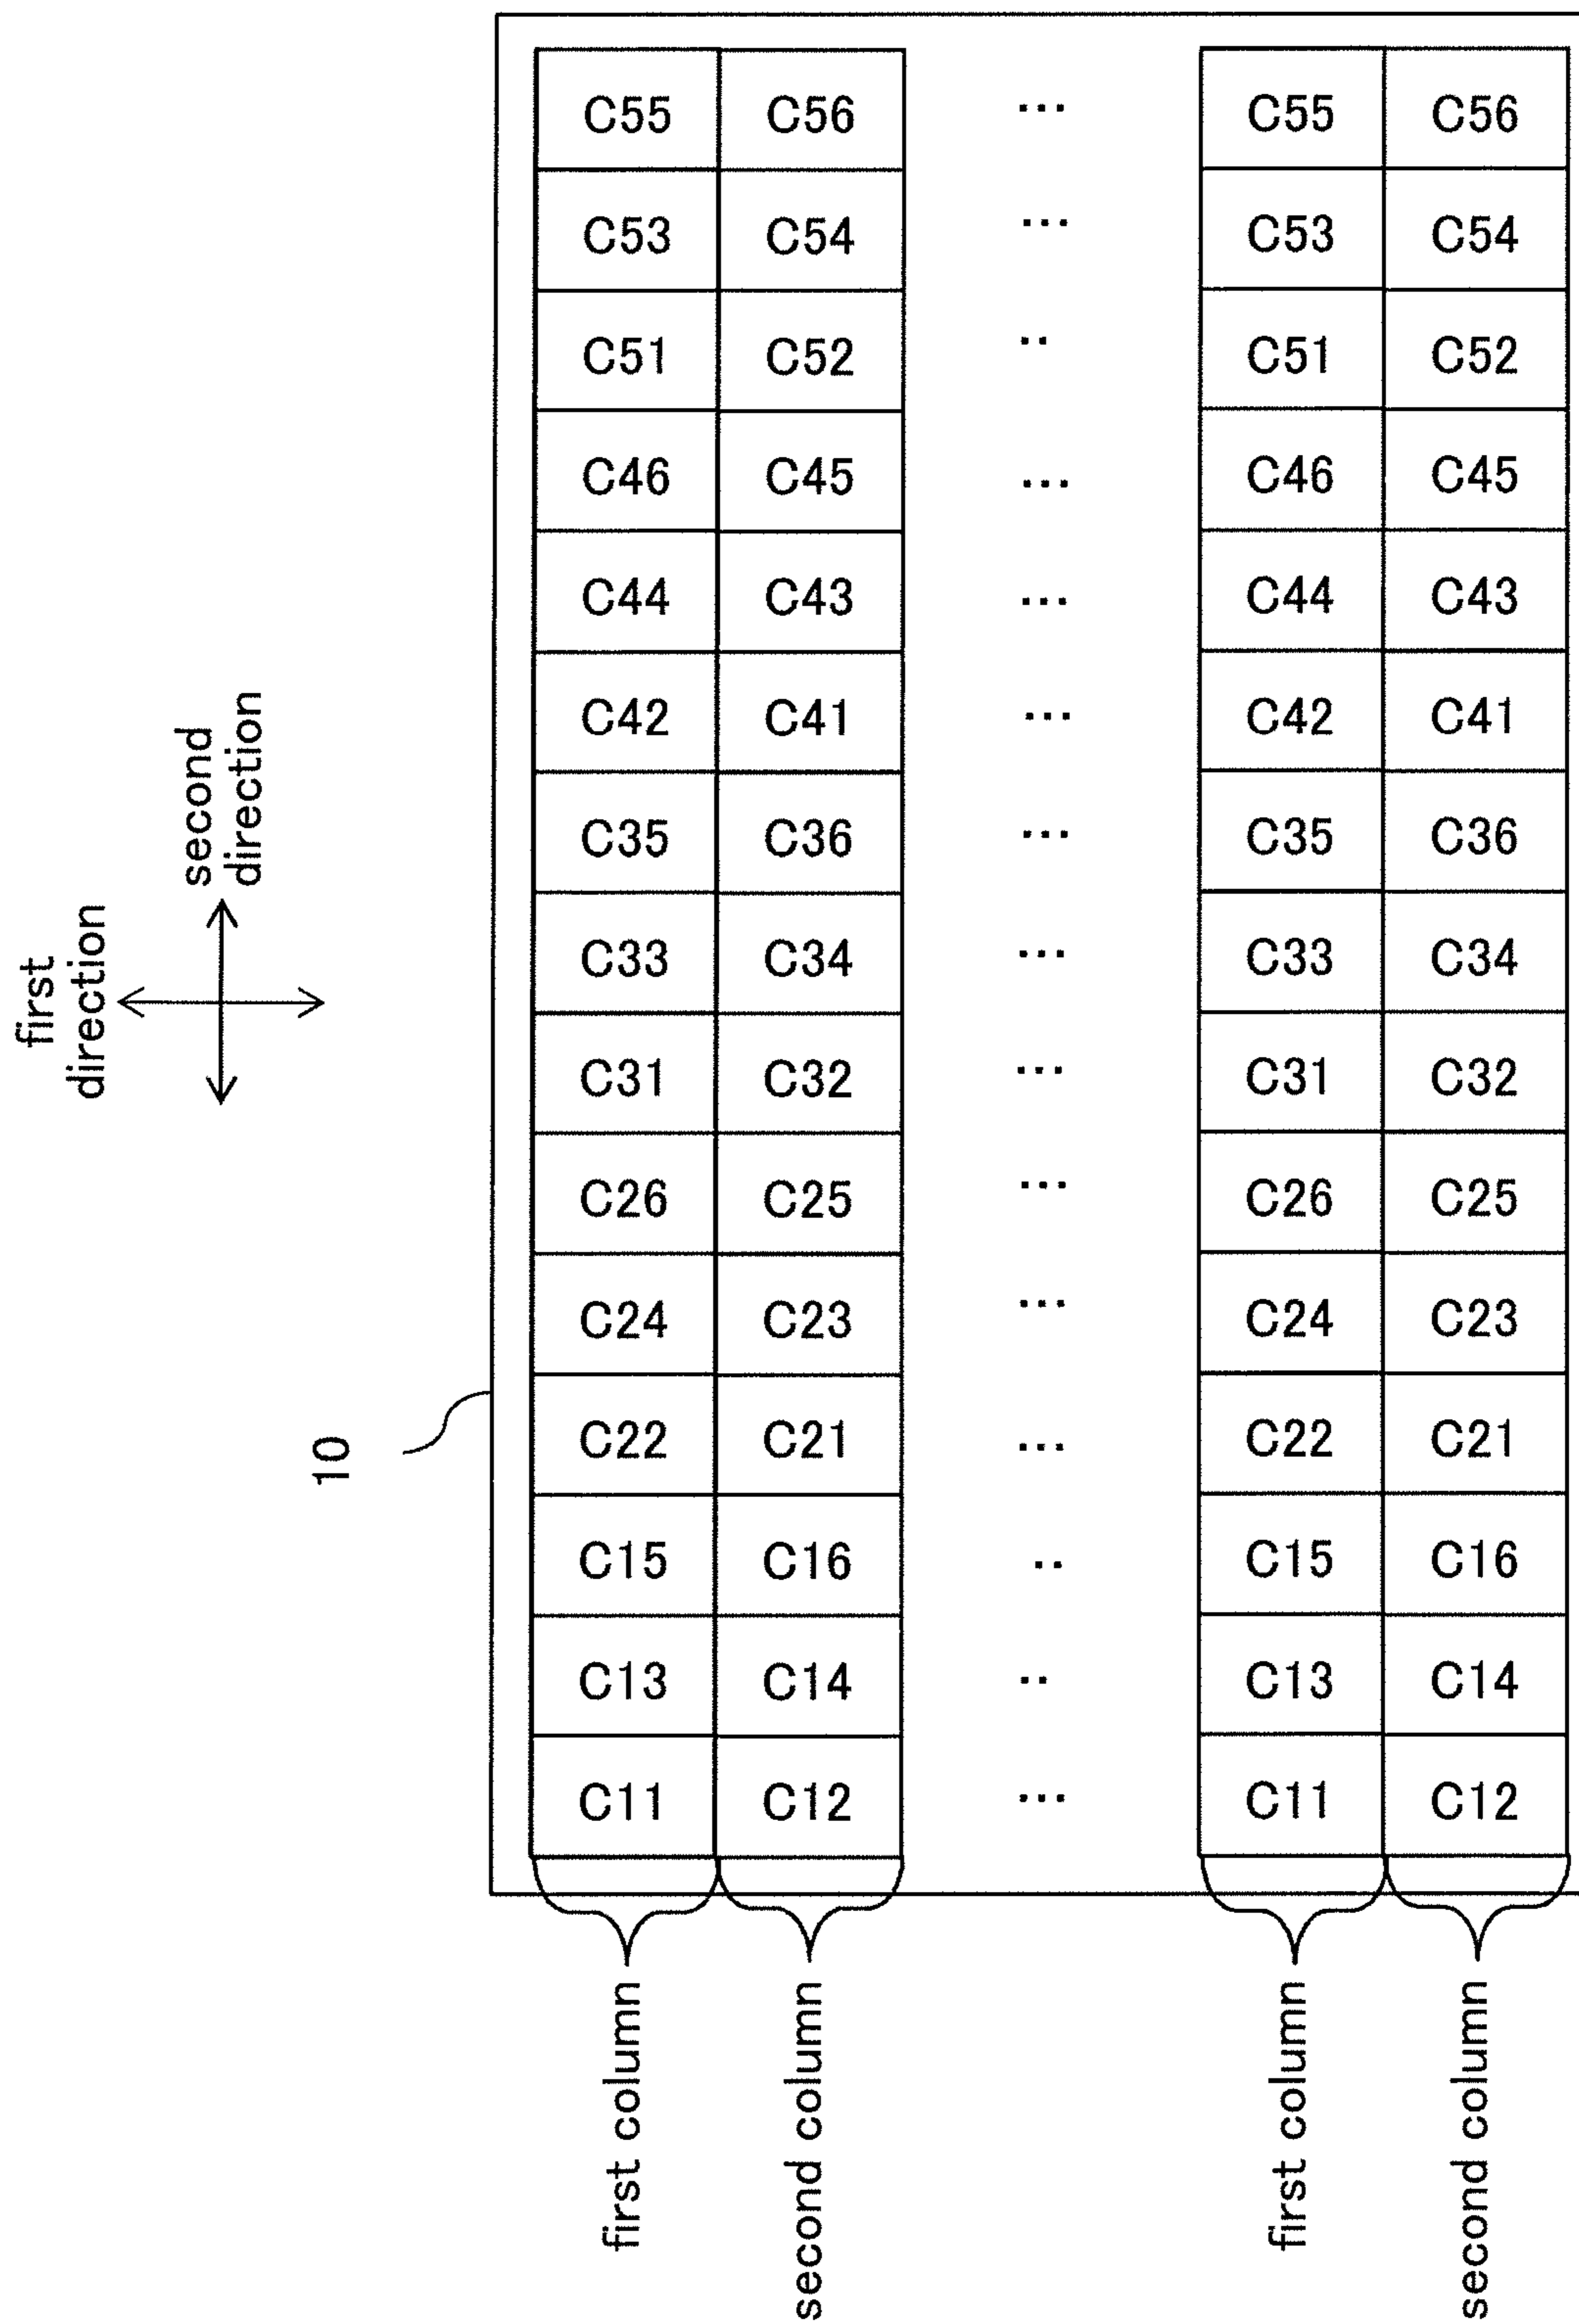 first
direction
second
direction
10
C55 C56 ... C55 C56
C53 C54 ... C53 C54
C51 C52 .. C51 C52
C46 C45 ... C46 C45
C44 C43 ... C44 C43
C42 C41 ... C42 C41
C35 C36 ... C35 C36
C33 C34 ... C33 C34
C31 C32 ... C31 C32
C26 C25 ... C26 C25
C24 C23 ... C24 C23
C22 C21 ... C22 C21
C15 C16 .. C15 C16
C13 C14 .. C13 C14
C11 C12 ... C11 C12
first column
second column
first column
second column